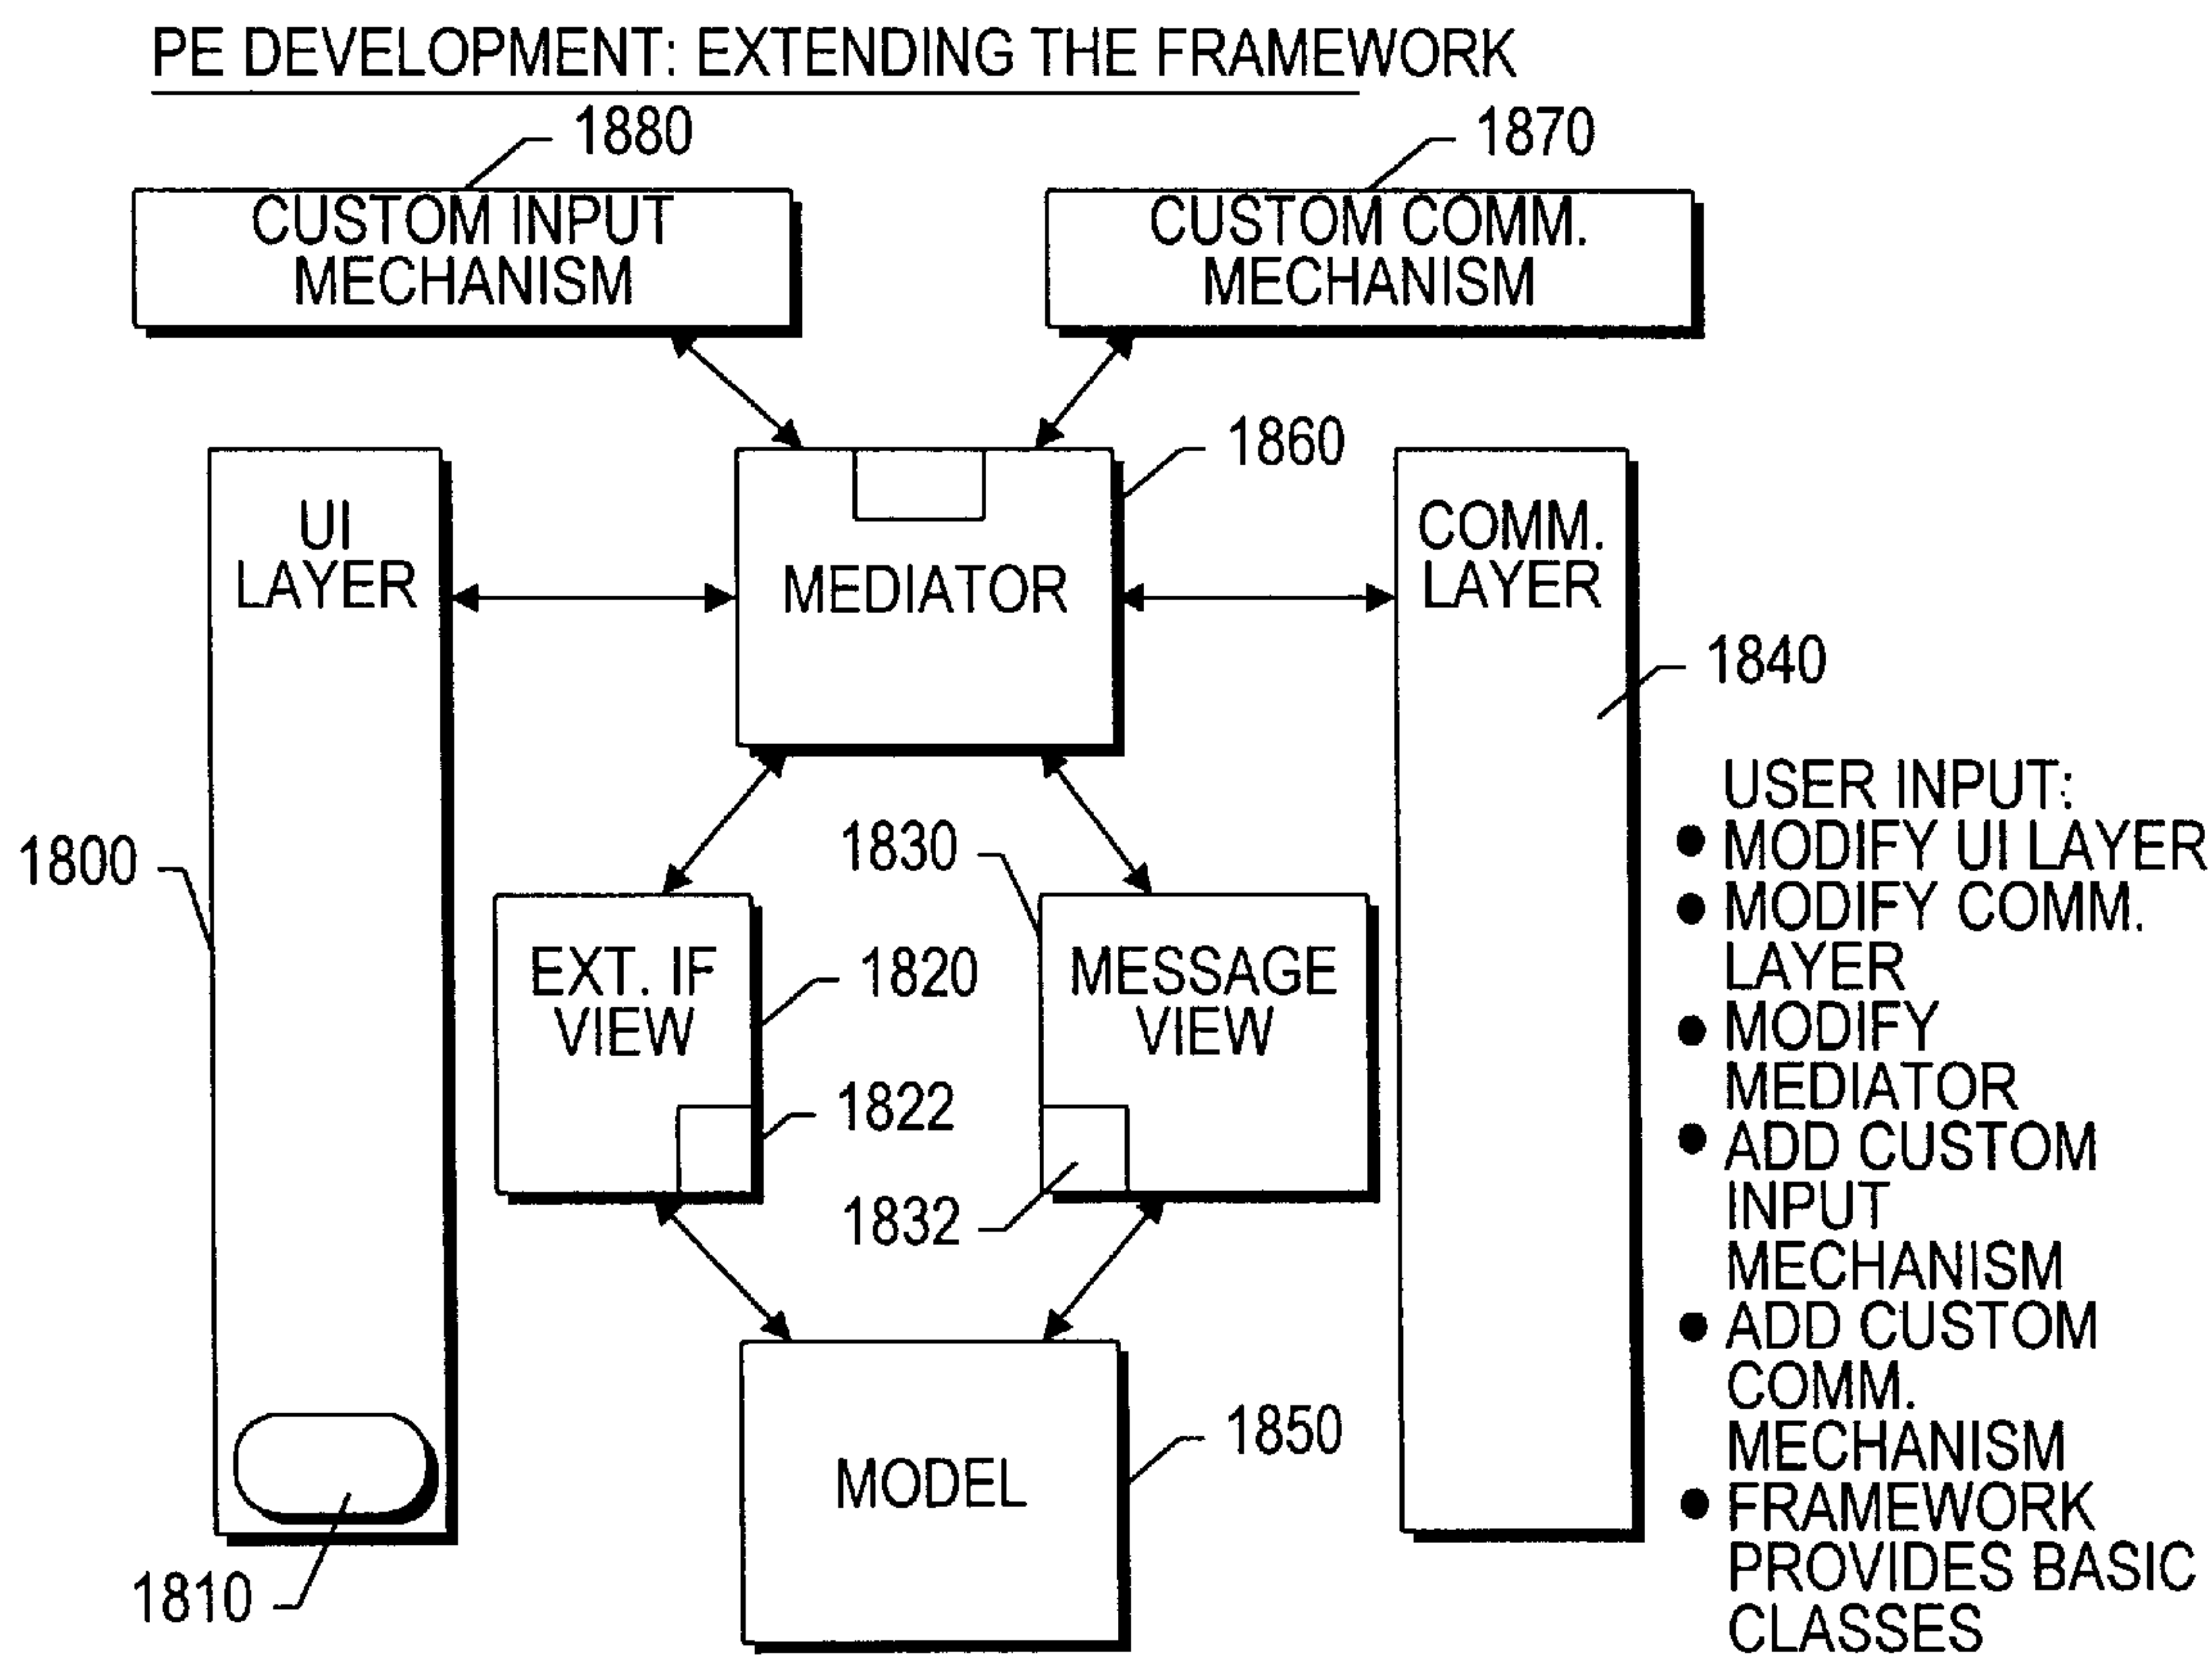 PE DEVELOPMENT: EXTENDING THE FRAMEWORK
1880
1870
CUSTOM INPUT
MECHANISM
CUSTOM COMM.
MECHANISM
1860
UI
LAYER
MEDIATOR
COMM.
LAYER
1840
1800
1830
EXT. IF
VIEW
1820
MESSAGE
VIEW
1822
1832
MODEL
1850
1810
USER INPUT:
● MODIFY UI LAYER
● MODIFY COMM.
LAYER
● MODIFY
MEDIATOR
● ADD CUSTOM
INPUT
MECHANISM
● ADD CUSTOM
COMM.
MECHANISM
● FRAMEWORK
PROVIDES BASIC
CLASSES